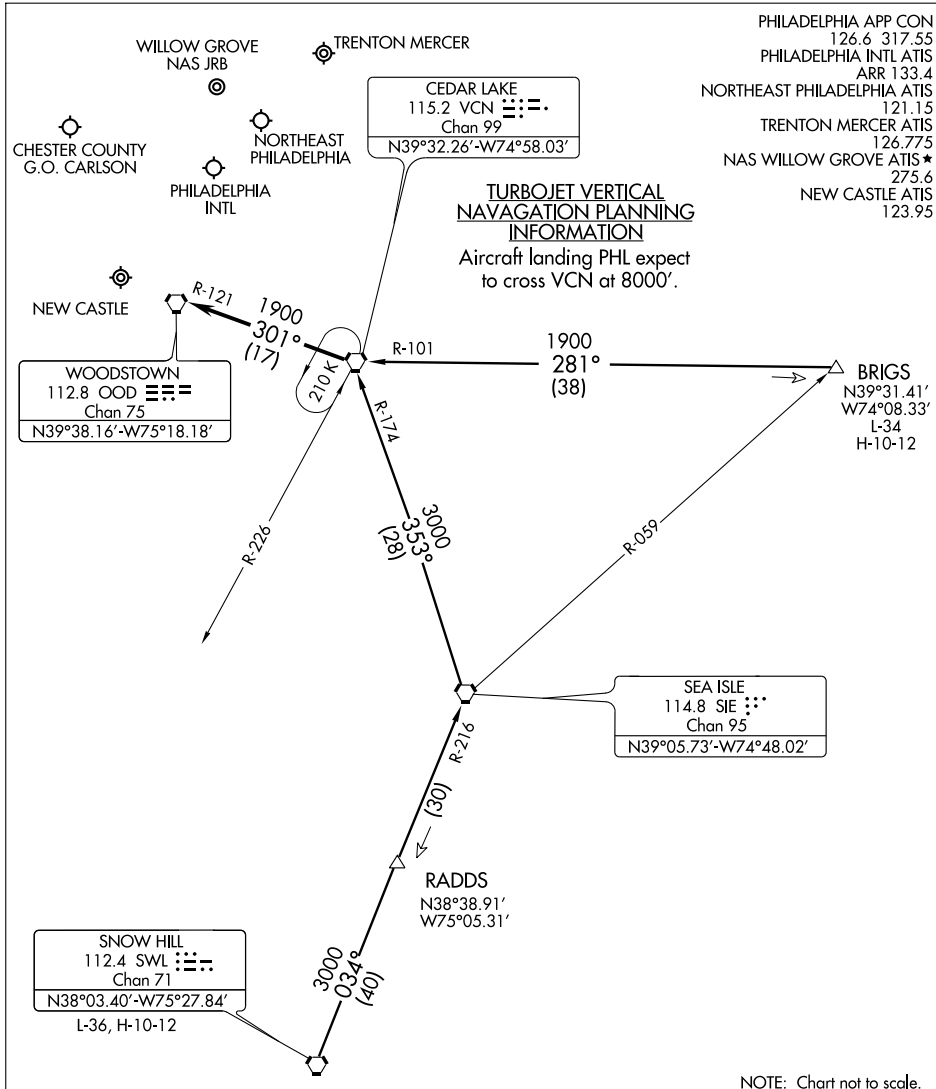 PHILADELPHIA APP CON
126.6 317.55
PHILADELPHIA INTL ATIS
ARR 133.4
NORTHEAST PHILADELPHIA ATIS
121.15
TRENTON MERCER ATIS
126.775
NAS WILLOW GROVE ATIS ★
275.6
NEW CASTLE ATIS
123.95
WILLOW GROVE
NAS JRB
TRENTON MERCER
CHESTER COUNTY
G.O. CARLSON
NORTHEAST
PHILADELPHIA
PHILADELPHIA
INTL
NEW CASTLE
CEDAR LAKE
115.2 VCN
Chan 99
N39°32.26'-W74°58.03'
TURBOJET VERTICAL
NAVAGATION PLANNING
INFORMATION
Aircraft landing PHL expect
to cross VCN at 8000'.
R-121
1900
301°
(17)
210 K
R-101
1900
281°
(38)
BRIGS
N39°31.41'
W74°08.33'
L-34
H-10-12
WOODSTOWN
112.8 OOD
Chan 75
N39°38.16'-W75°18.18'
R-174
3000
353°
(28)
R-226
R-059
SEA ISLE
114.8 SIE
Chan 95
N39°05.73'-W74°48.02'
R-216
(30)
RADDS
N38°38.91'
W75°05.31'
3000
034°
(40)
SNOW HILL
112.4 SWL
Chan 71
N38°03.40'-W75°27.84'
L-36, H-10-12
NOTE: Chart not to scale.